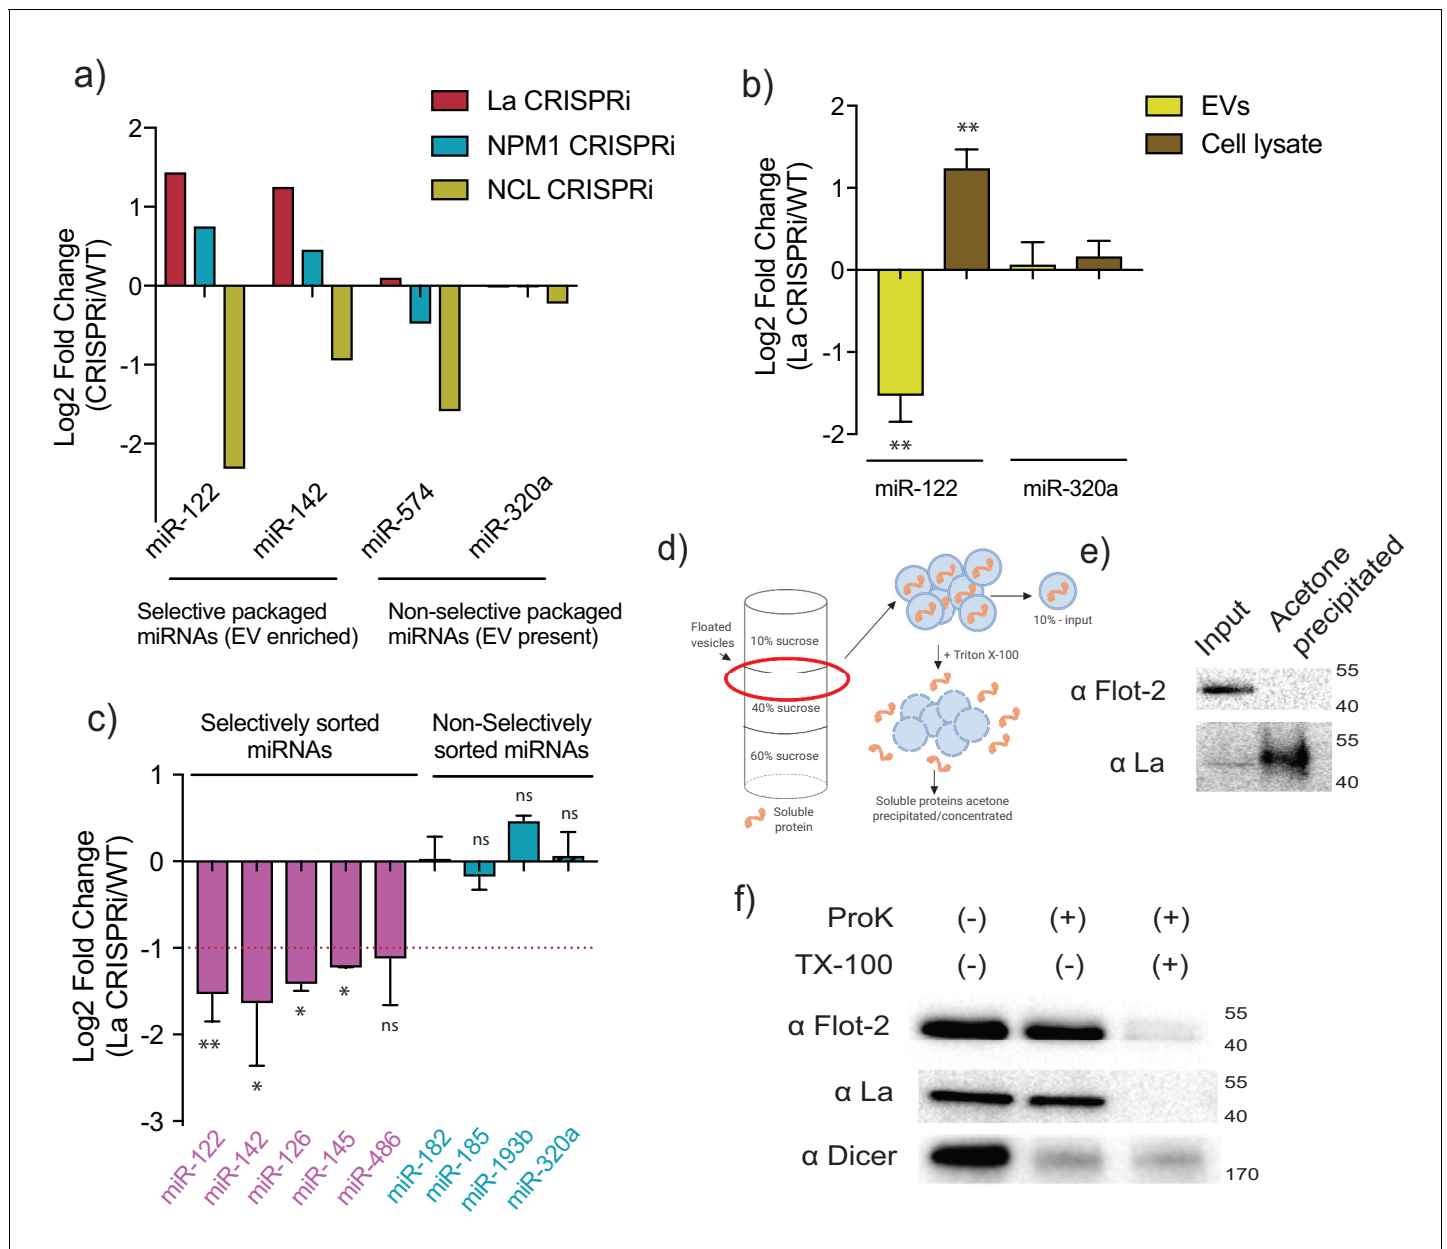 a)
La CRISPRi
NPM1 CRISPRi
NCL CRISPRi
Log2 Fold Change
(CRISPRi/WT)
2
1
0
-1
-2
miR-122
miR-142
miR-574
miR-320a
Selective packaged
miRNAs (EV enriched)
Non-selective packaged
miRNAs (EV present)
b)
EVs
Cell lysate
Log2 Fold Change
(La CRISPRi/WT)
2
1
0
-1
-2
**
**
miR-122
miR-320a
c)
Selectively sorted
miRNAs
Non-Selectively
sorted miRNAs
Log2 Fold Change
(La CRISPRi/WT)
1
0
-1
-2
-3
**
*
*
*
ns
ns
ns
ns
miR-122
miR-142
miR-126
miR-145
miR-486
miR-182
miR-185
miR-193b
miR-320a
d)
Floated
vesicles
10% sucrose
40% sucrose
60% sucrose
Soluble
protein
10% - input
+ Triton X-100
Soluble proteins acetone
precipitated/concentrated
e)
Input
Acetone
precipitated
α Flot-2
55
40
α La
55
40
f)
ProK (-) (+) (+)
TX-100 (-) (-) (+)
α Flot-2
55
40
α La
55
40
α Dicer
170